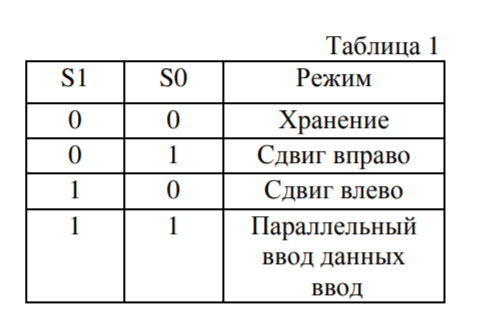 Таблица 1
S1 S0 Режим
0 0 Хранение
0 1 Сдвиг вправо
1 0 Сдвиг влево
1 1 Параллельный
ввод данных
ввод